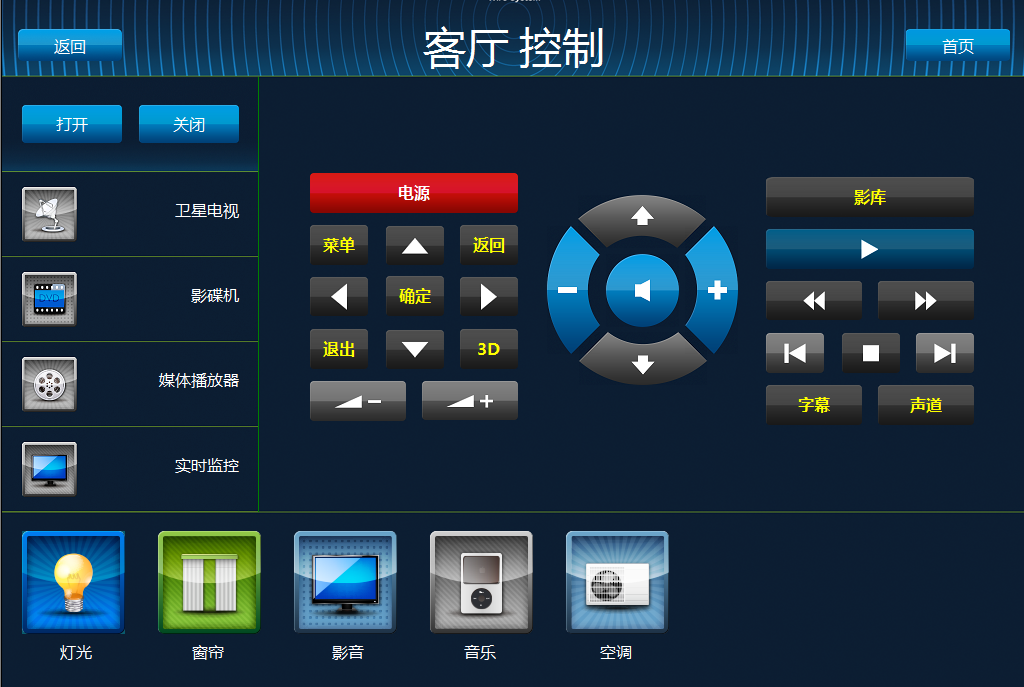 返回
客厅 控制
首页
打开
关闭
卫星电视
影碟机
DVD
媒体播放器
实时监控
电源
菜单
返回
确定
退出
3D
影库
字幕
声道
灯光
窗帘
影音
音乐
空调